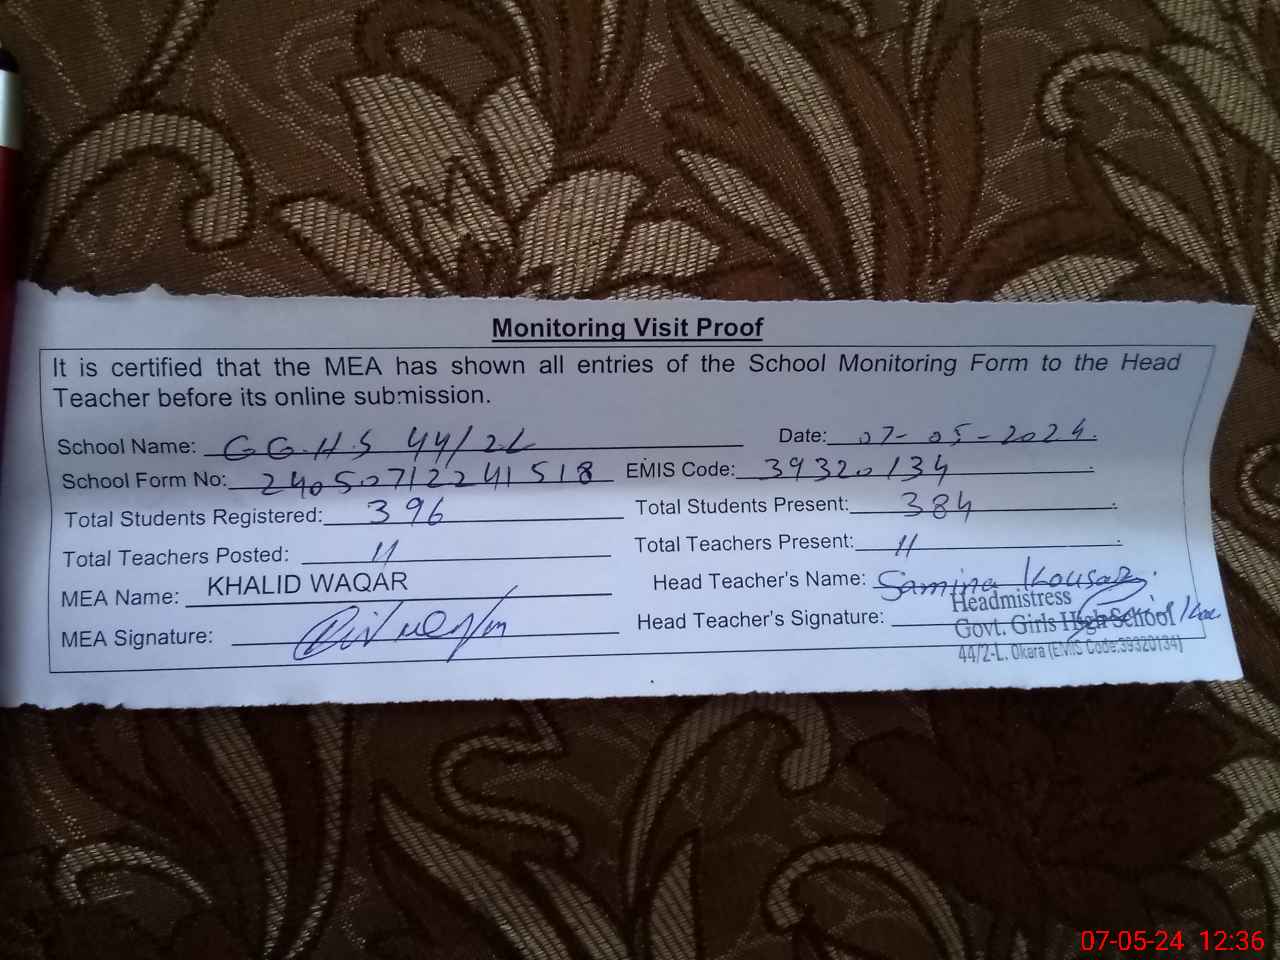 Monitoring Visit Proof
It is certified that the MEA has shown all entries of the School Monitoring Form to the Head
Teacher before its online submission.
School Name: G G.H.S 44/2L Date: 07-05-2024.
School Form No: 24050712241518 EMIS Code: 39320134
Total Students Registered: 396 Total Students Present: 384
Total Teachers Posted: 11 Total Teachers Present: 11
MEA Name: KHALID WAQAR Head Teacher's Name: Samina Kousar.
MEA Signature: Head Teacher's Signature:
Headmistress
Govt. Girls High School
44/2-L. Okara (EMIS Code:39320134)
07-05-24 12:36